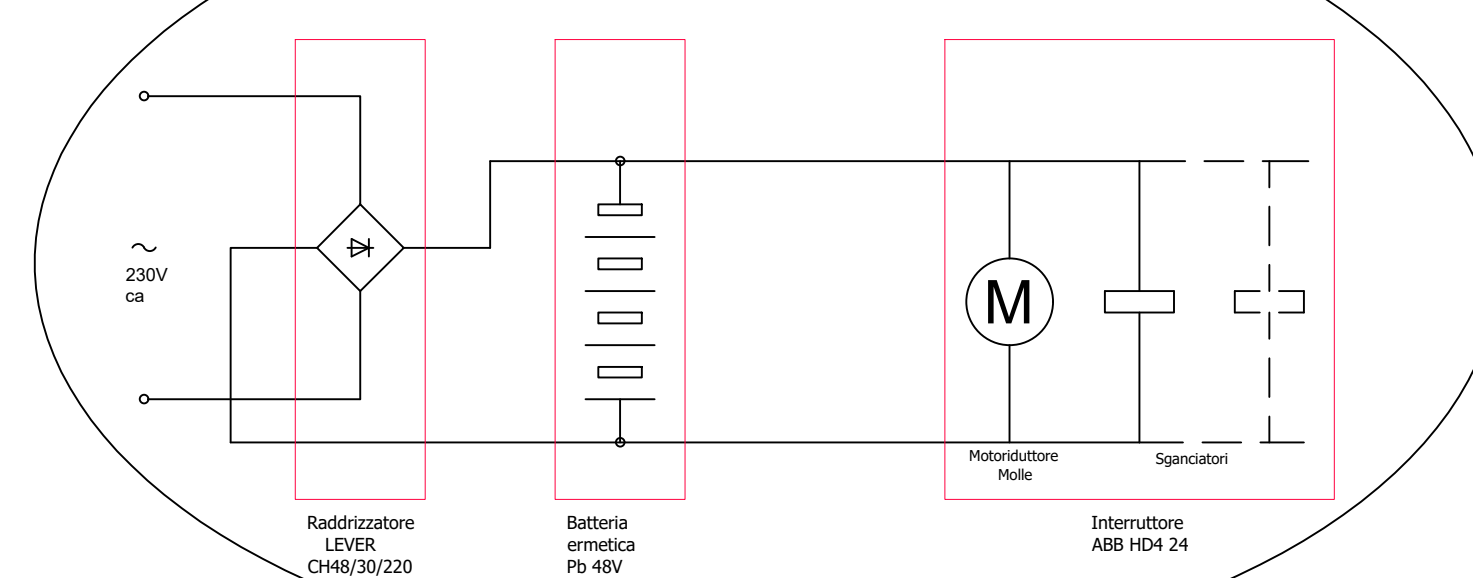 230V
ca
M
Motoriduttore
Molle
Sganciatori
Raddrizzatore
LEVER
CH48/30/220
Batteria
ermetica
Pb 48V
Interruttore
ABB HD4 24